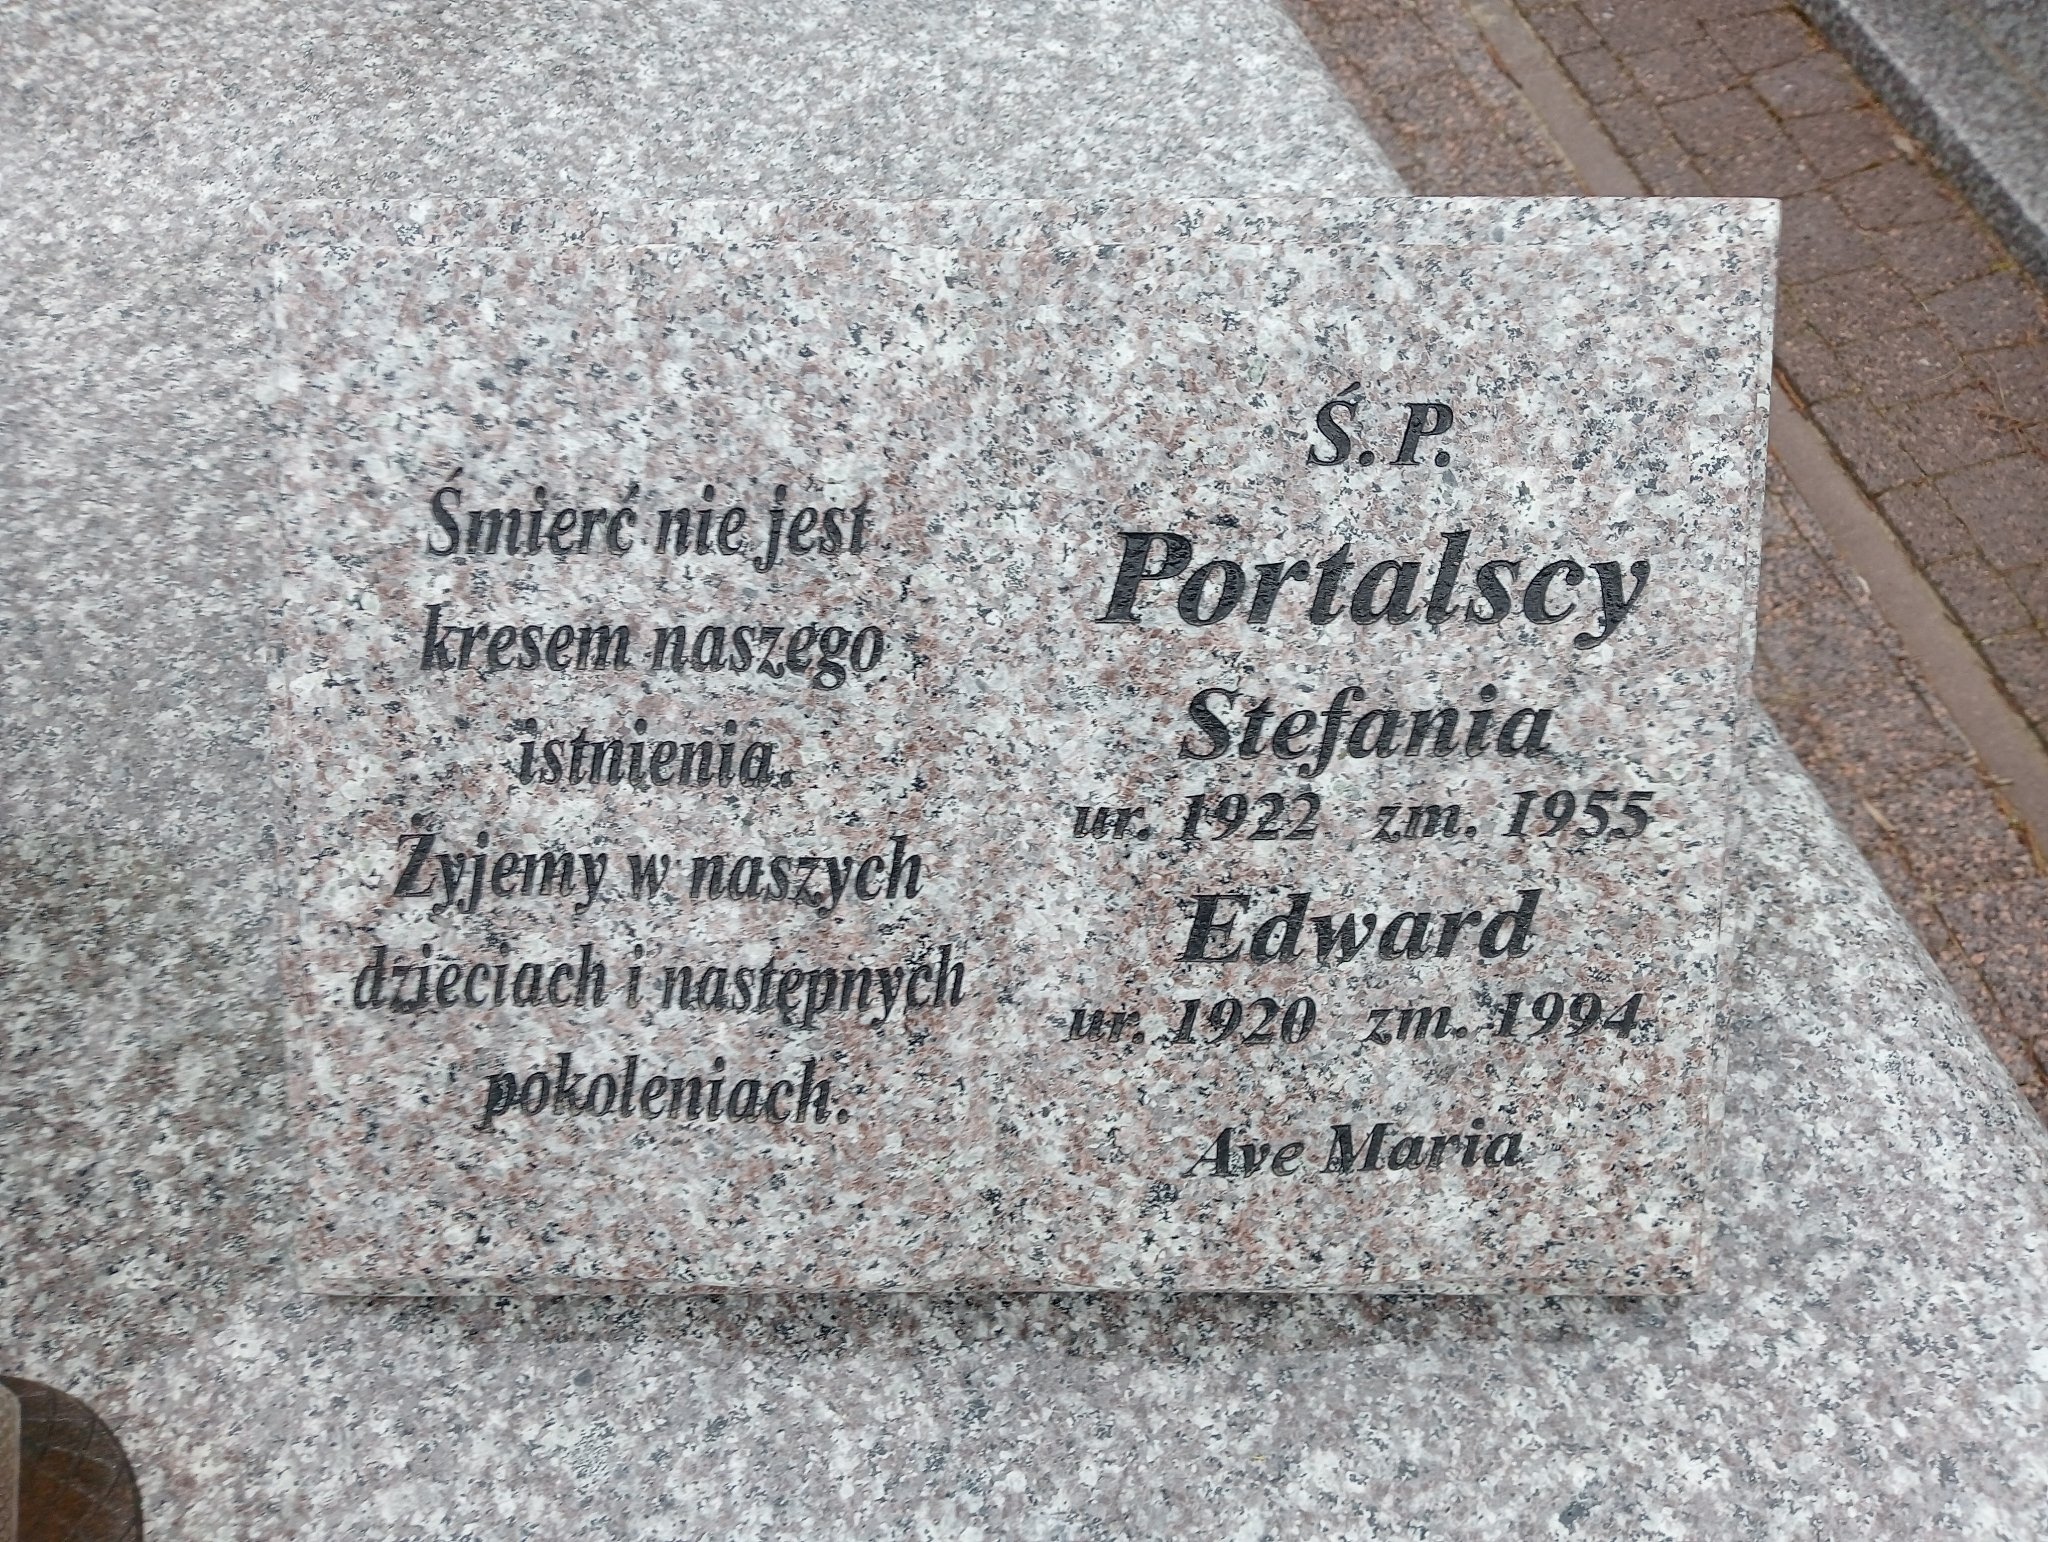 Śmierć nie jest
kresem naszego
istnienia.
Żyjemy w naszych
dzieciach i następnych
pokoleniach.
Ś. P.
Portalscy
Stefania
ur. 1922 zm. 1955
Edward
ur. 1920 zm. 1994
Ave Maria